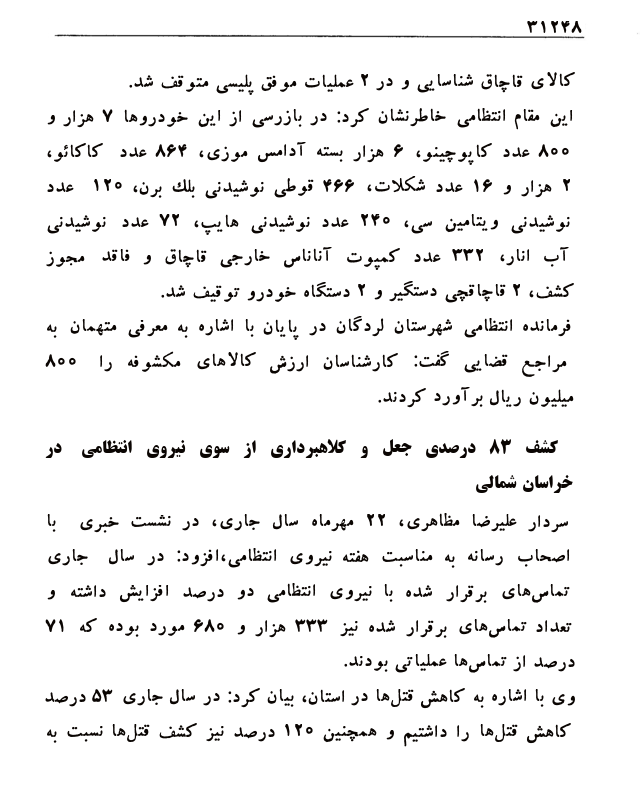 ۳۱۲۴۸
کالای قاچاق شناسایی و در ۲ عملیات موفق پلیسی متوقف شد.
این مقام انتظامی خاطرنشان کرد: در بازرسی از این خودروها ۷ هزار و
۸۰۰ عدد کاپوچینو، ۶ هزار بسته آدامس موزی، ۸۶۴ عدد کاکائو،
۲ هزار و ۱۶ عدد شکلات، ۴۶۶ قوطی نوشیدنی بلك برن، ۱۲۰ عدد
نوشیدنی ویتامین سی، ۲۴۰ عدد نوشیدنی هایپ، ۷۲ عدد نوشیدنی
آب انار، ۳۳۲ عدد کمپوت آناناس خارجی قاچاق و فاقد مجوز
کشف، ۲ قاچاقچی دستگیر و ۲ دستگاه خودرو توقیف شد.
فرمانده انتظامی شهرستان لردگان در پایان با اشاره به معرفی متهمان به
مراجع قضایی گفت: کارشناسان ارزش کالاهای مکشوفه را ۸۰۰
میلیون ریال برآورد کردند.
کشف ۸۳ درصدی جعل و کلاهبرداری از سوی نیروی انتظامی در
خراسان شمالی
سردار علیرضا مظاهری، ۲۲ مهرماه سال جاری، در نشست خبری با
اصحاب رسانه به مناسبت هفته نیروی انتظامی،افزود: در سال جاری
تماس‌های برقرار شده با نیروی انتظامی دو درصد افزایش داشته و
تعداد تماس‌های برقرار شده نیز ۳۳۳ هزار و ۶۸۰ مورد بوده که ۷۱
درصد از تماس‌ها عملیاتی بودند.
وی با اشاره به کاهش قتل‌ها در استان، بیان کرد: در سال جاری ۵۳ درصد
کاهش قتل‌ها را داشتیم و همچنین ۱۲۰ درصد نیز کشف قتل‌ها نسبت به